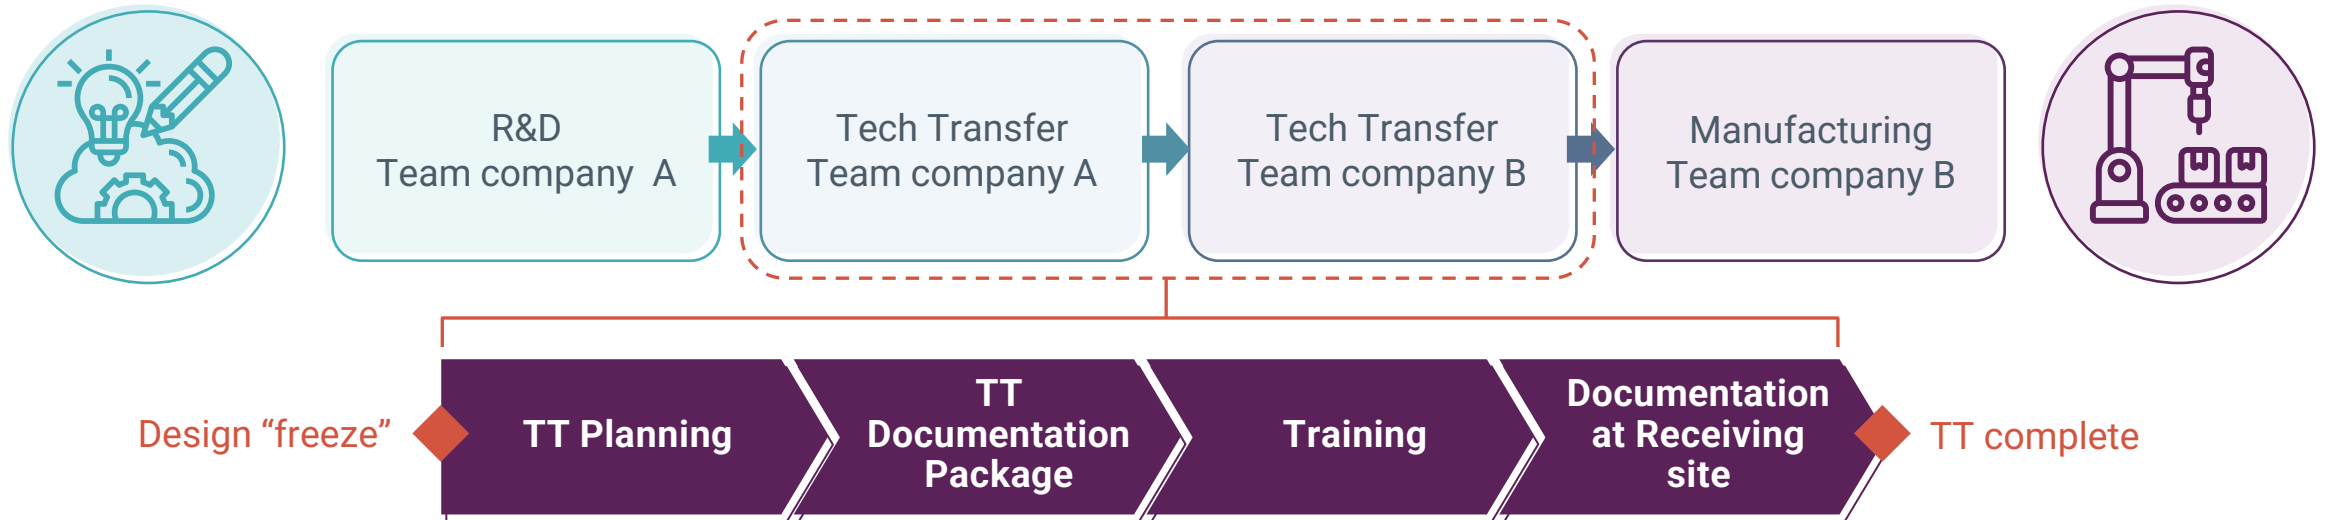 R&D
Team company A
Tech Transfer
Team company A
Tech Transfer
Team company B
Manufacturing
Team company B
Design “freeze”
TT Planning
TT
Documentation
Package
Training
Documentation
at Receiving
site
TT complete